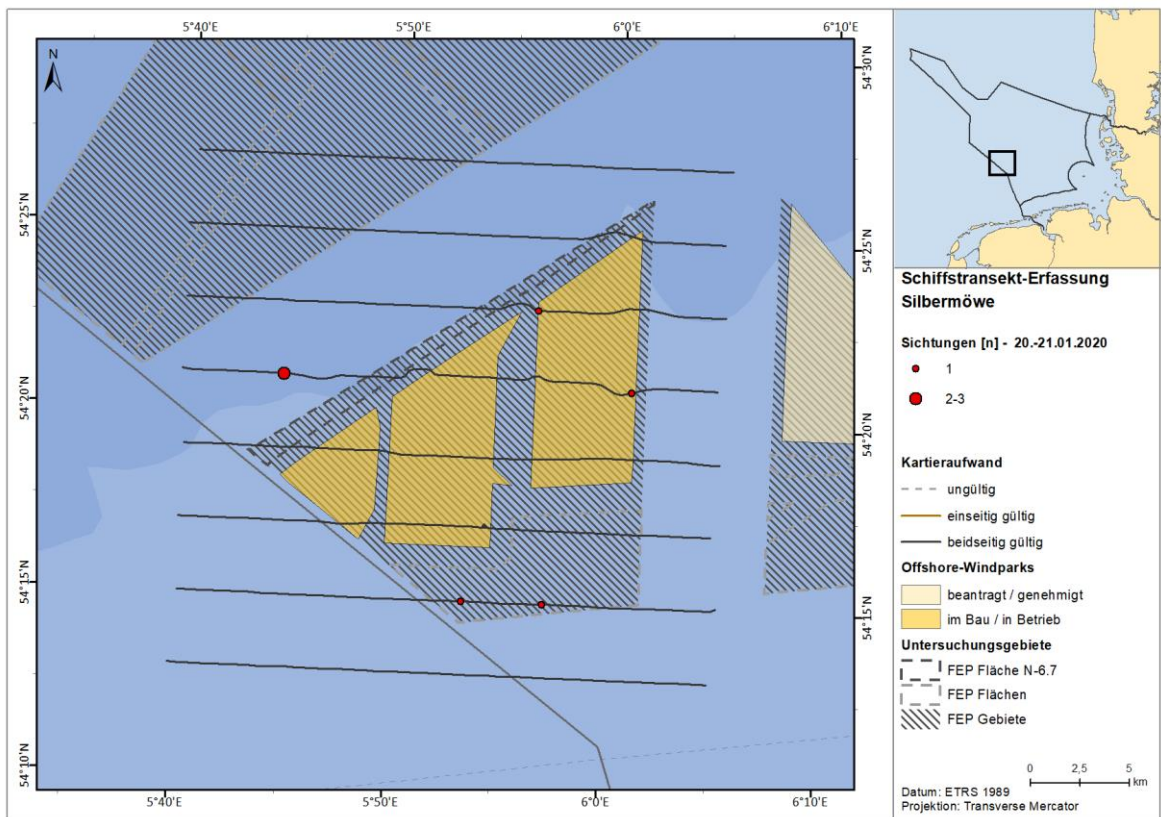 5°40'E 5°50'E 6°0'E 6°10'E
N
54°30'N
54°25'N
54°25'N
54°20'N
54°20'N
54°15'N
54°15'N
54°10'N
5°40'E 5°50'E 6°0'E 6°10'E
Schiffstransekt-Erfassung
Silbermöwe
Sichtungen [n] - 20.-21.01.2020
1
2-3
Kartieraufwand
ungültig
einseitig gültig
beidseitig gültig
Offshore-Windparks
beantragt / genehmigt
im Bau / in Betrieb
Untersuchungsgebiete
FEP Fläche N-6.7
FEP Flächen
FEP Gebiete
0 2,5 5
km
Datum: ETRS 1989
Projektion: Transverse Mercator